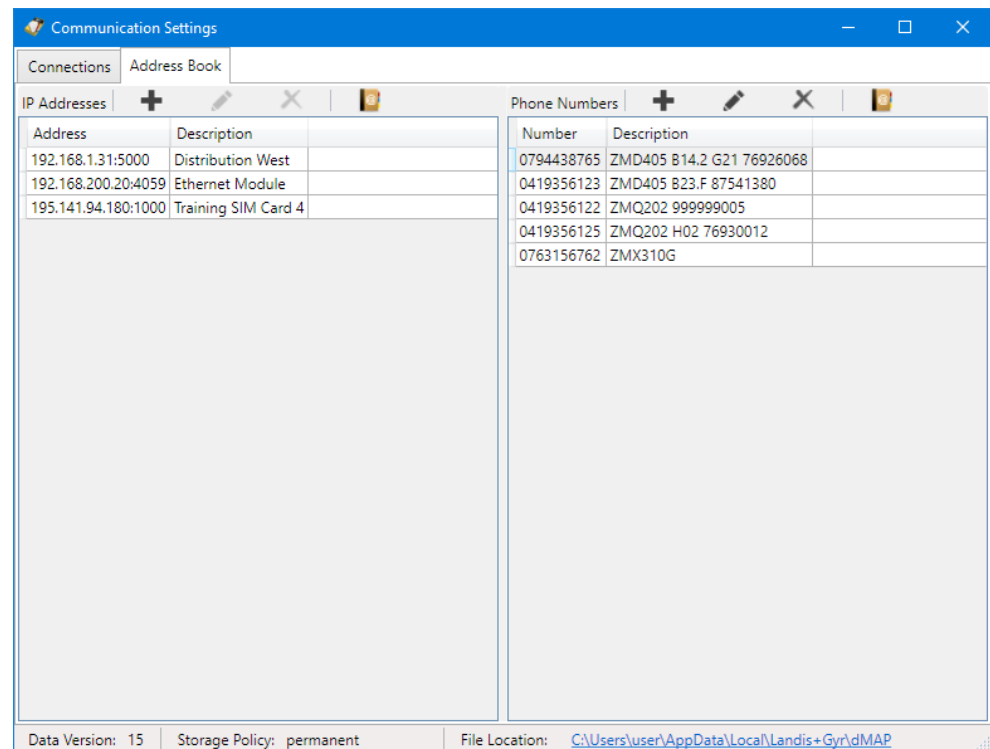 Communication Settings
Connections Address Book
IP Addresses
Address Description
192.168.1.31:5000 Distribution West
192.168.200.20:4059 Ethernet Module
195.141.94.180:1000 Training SIM Card 4
Phone Numbers
Number Description
0794438765 ZMD405 B14.2 G21 76926068
0419356123 ZMD405 B23.F 87541380
0419356122 ZMQ202 999999005
0419356125 ZMQ202 H02 76930012
0763156762 ZMX310G
Data Version: 15 Storage Policy: permanent File Location: C:\Users\user\AppData\Local\Landis+Gyr\dMAP